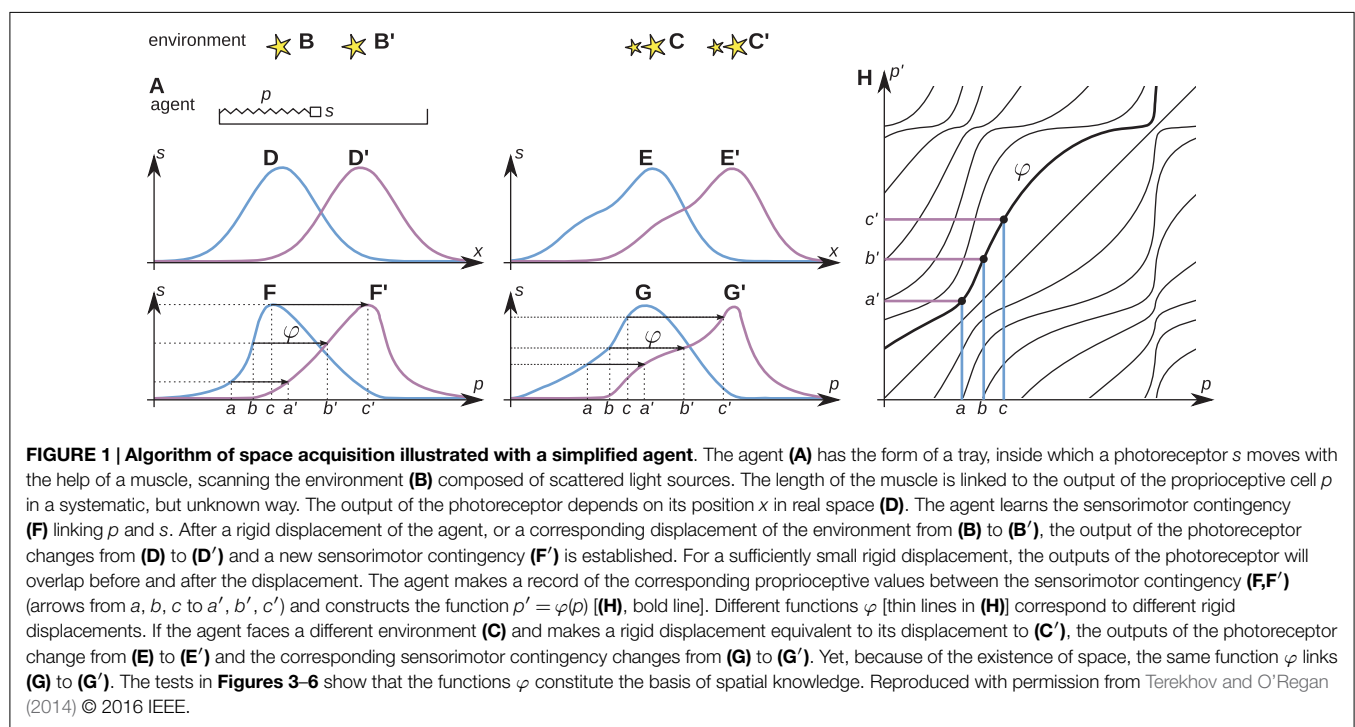 environment B B' C C'
A
agent
p
s
H p'
s D D' x
s E E' x
φ
c'
b'
a'
a b c p
s F F' p
φ
a b c a' b' c'
s G G' p
φ
a b c a' b' c'
FIGURE 1 | Algorithm of space acquisition illustrated with a simplified agent. The agent (A) has the form of a tray, inside which a photoreceptor s moves with
the help of a muscle, scanning the environment (B) composed of scattered light sources. The length of the muscle is linked to the output of the proprioceptive cell p
in a systematic, but unknown way. The output of the photoreceptor depends on its position x in real space (D). The agent learns the sensorimotor contingency
(F) linking p and s. After a rigid displacement of the agent, or a corresponding displacement of the environment from (B) to (B′), the output of the photoreceptor
changes from (D) to (D′) and a new sensorimotor contingency (F′) is established. For a sufficiently small rigid displacement, the outputs of the photoreceptor will
overlap before and after the displacement. The agent makes a record of the corresponding proprioceptive values between the sensorimotor contingency (F,F′)
(arrows from a, b, c to a′, b′, c′) and constructs the function p′ = φ(p) [(H), bold line]. Different functions φ [thin lines in (H)] correspond to different rigid
displacements. If the agent faces a different environment (C) and makes a rigid displacement equivalent to its displacement to (C′), the outputs of the photoreceptor
change from (E) to (E′) and the corresponding sensorimotor contingency changes from (G) to (G′). Yet, because of the existence of space, the same function φ links
(G) to (G′). The tests in Figures 3–6 show that the functions φ constitute the basis of spatial knowledge. Reproduced with permission from Terekhov and O'Regan
(2014) © 2016 IEEE.